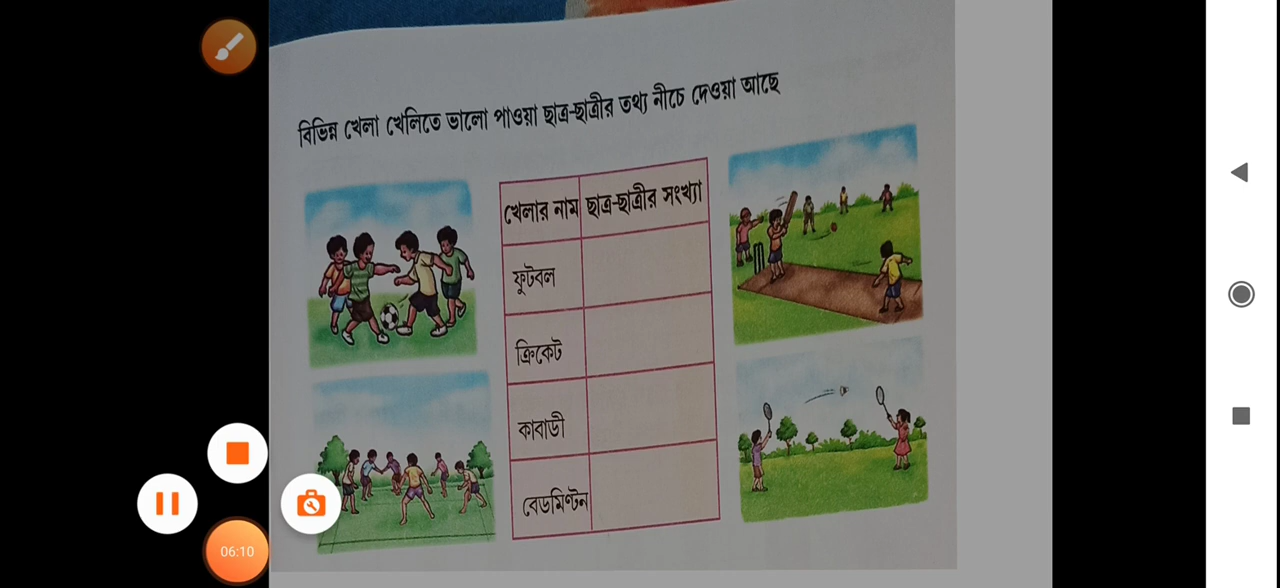 বিভিন্ন খেলা খেলিতে ভালো পাওয়া ছাত্র-ছাত্রীর তথ্য নীচে দেওয়া আছে
খেলার নাম ছাত্র-ছাত্রীর সংখ্যা
ফুটবল
ক্রিকেট
কাবাডী
বেডমিণ্টন
06:10